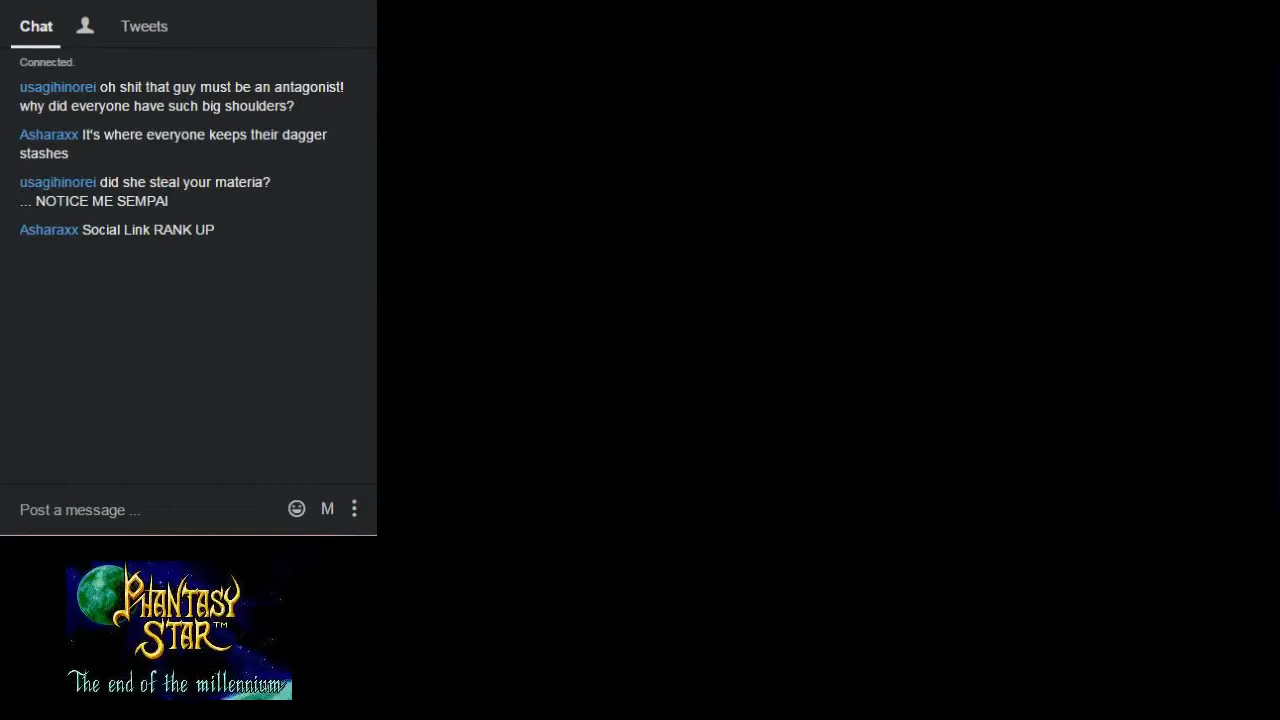 Chat Tweets
Connected.
usagihinorei oh shit that guy must be an antagonist!
why did everyone have such big shoulders?
Asharaxx It's where everyone keeps their dagger
stashes
usagihinorei did she steal your materia?
... NOTICE ME SEMPAI
Asharaxx Social Link RANK UP
Post a message ... M
PHANTASY
STAR™
The end of the millennium